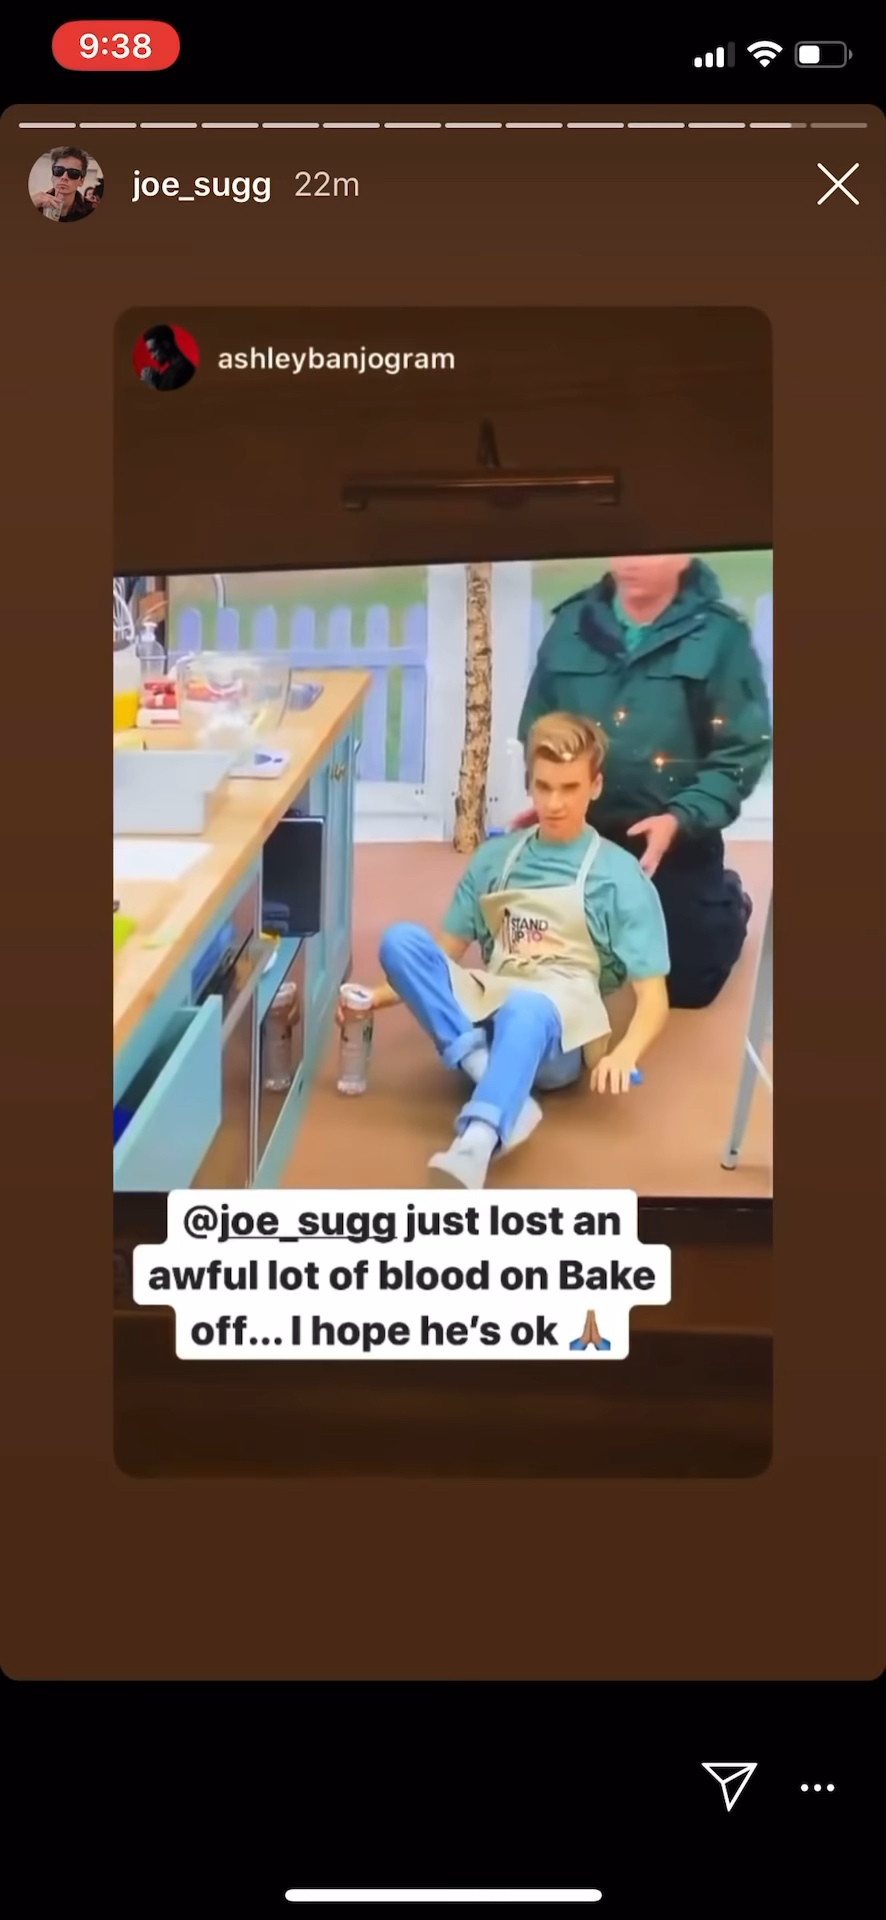 9:38
joe_sugg 22m
ashleybanjogram
STAND
UP TO
@joe_sugg just lost an
awful lot of blood on Bake
off... I hope he's ok 🙏🏽